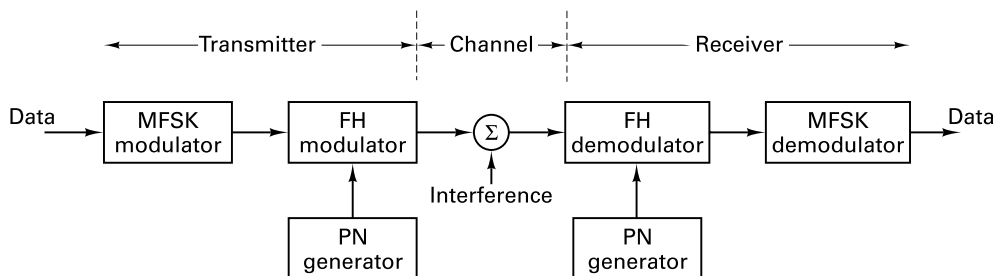 Transmitter
Channel
Receiver
Data
MFSK
modulator
FH
modulator
Σ
FH
demodulator
MFSK
demodulator
Data
Interference
PN
generator
PN
generator